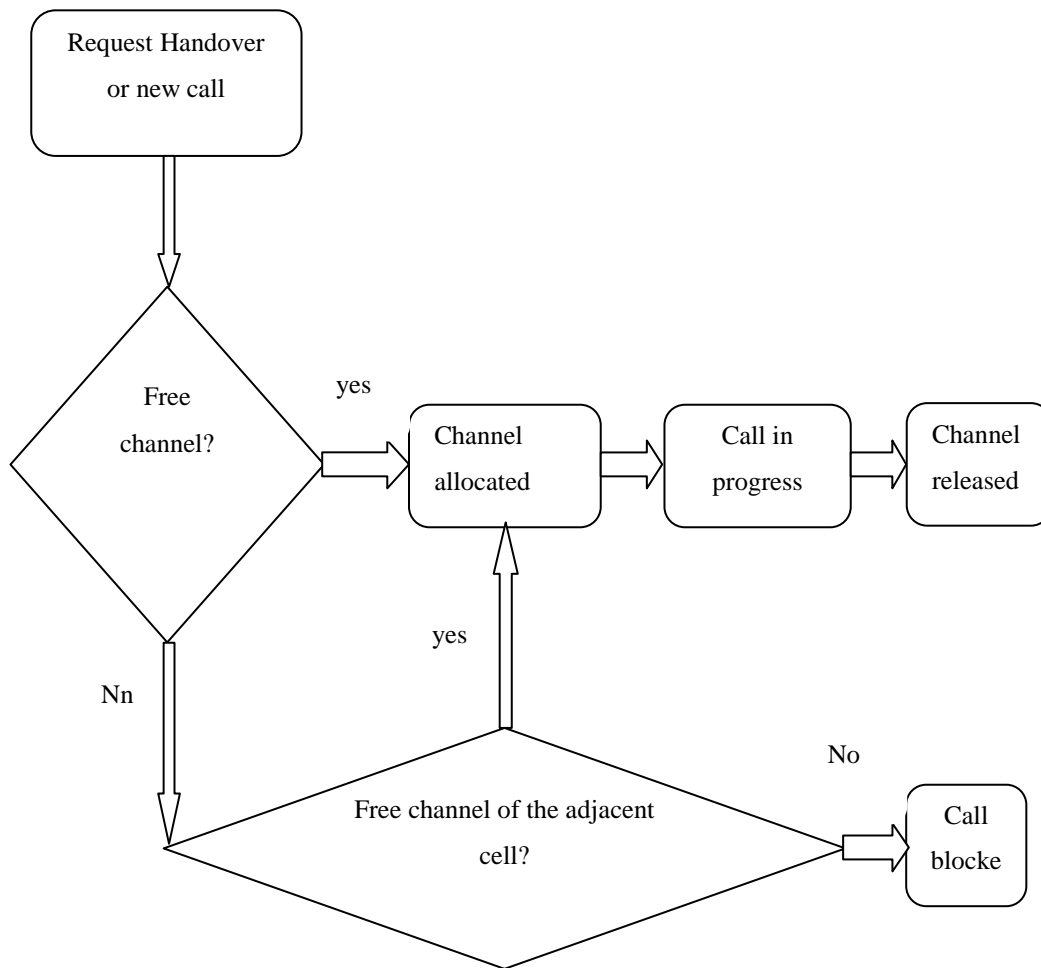 Request Handover
or new call
Free
channel?
yes
Channel
allocated
Call in
progress
Channel
released
Nn
yes
Free channel of the adjacent
cell?
No
Call
blocke